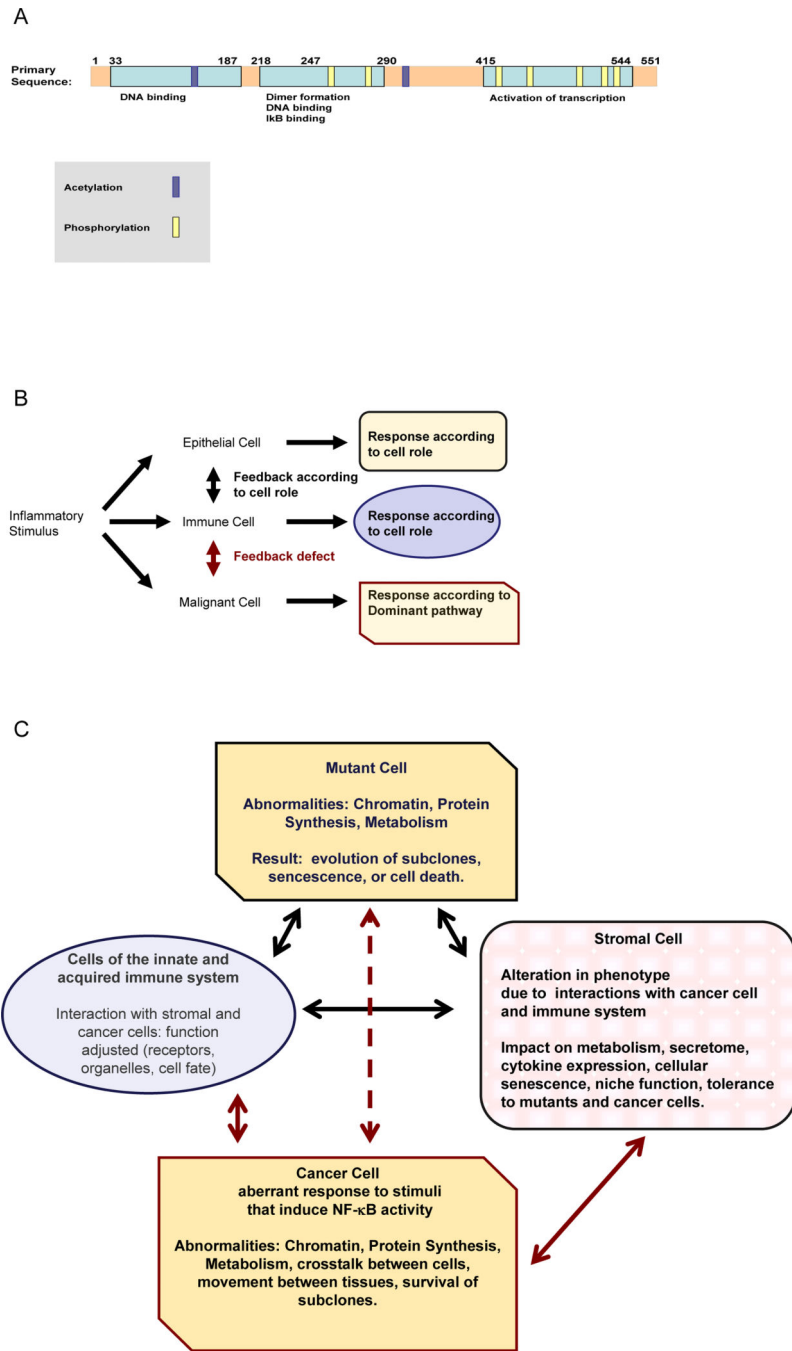 A
1 33 187 218 247 290 415 544 551
Primary
Sequence:
DNA binding
Dimer formation
DNA binding
IkB binding
Activation of transcription
Acetylation
Phosphorylation
B
Epithelial Cell
Response according
to cell role
Feedback according
to cell role
Inflammatory
Stimulus
Immune Cell
Response according
to cell role
Feedback defect
Malignant Cell
Response according to
Dominant pathway
C
Mutant Cell
Abnormalities: Chromatin, Protein
Synthesis, Metabolism
Result: evolution of subclones,
sencescence, or cell death.
Cells of the innate and
acquired immune system
Interaction with stromal and
cancer cells: function
adjusted (receptors,
organelles, cell fate)
Stromal Cell
Alteration in phenotype
due to interactions with cancer cell
and immune system
Impact on metabolism, secretome,
cytokine expression, cellular
senescence, niche function, tolerance
to mutants and cancer cells.
Cancer Cell
aberrant response to stimuli
that induce NF-κB activity
Abnormalities: Chromatin, Protein Synthesis,
Metabolism, crosstalk between cells,
movement between tissues, survival of
subclones.